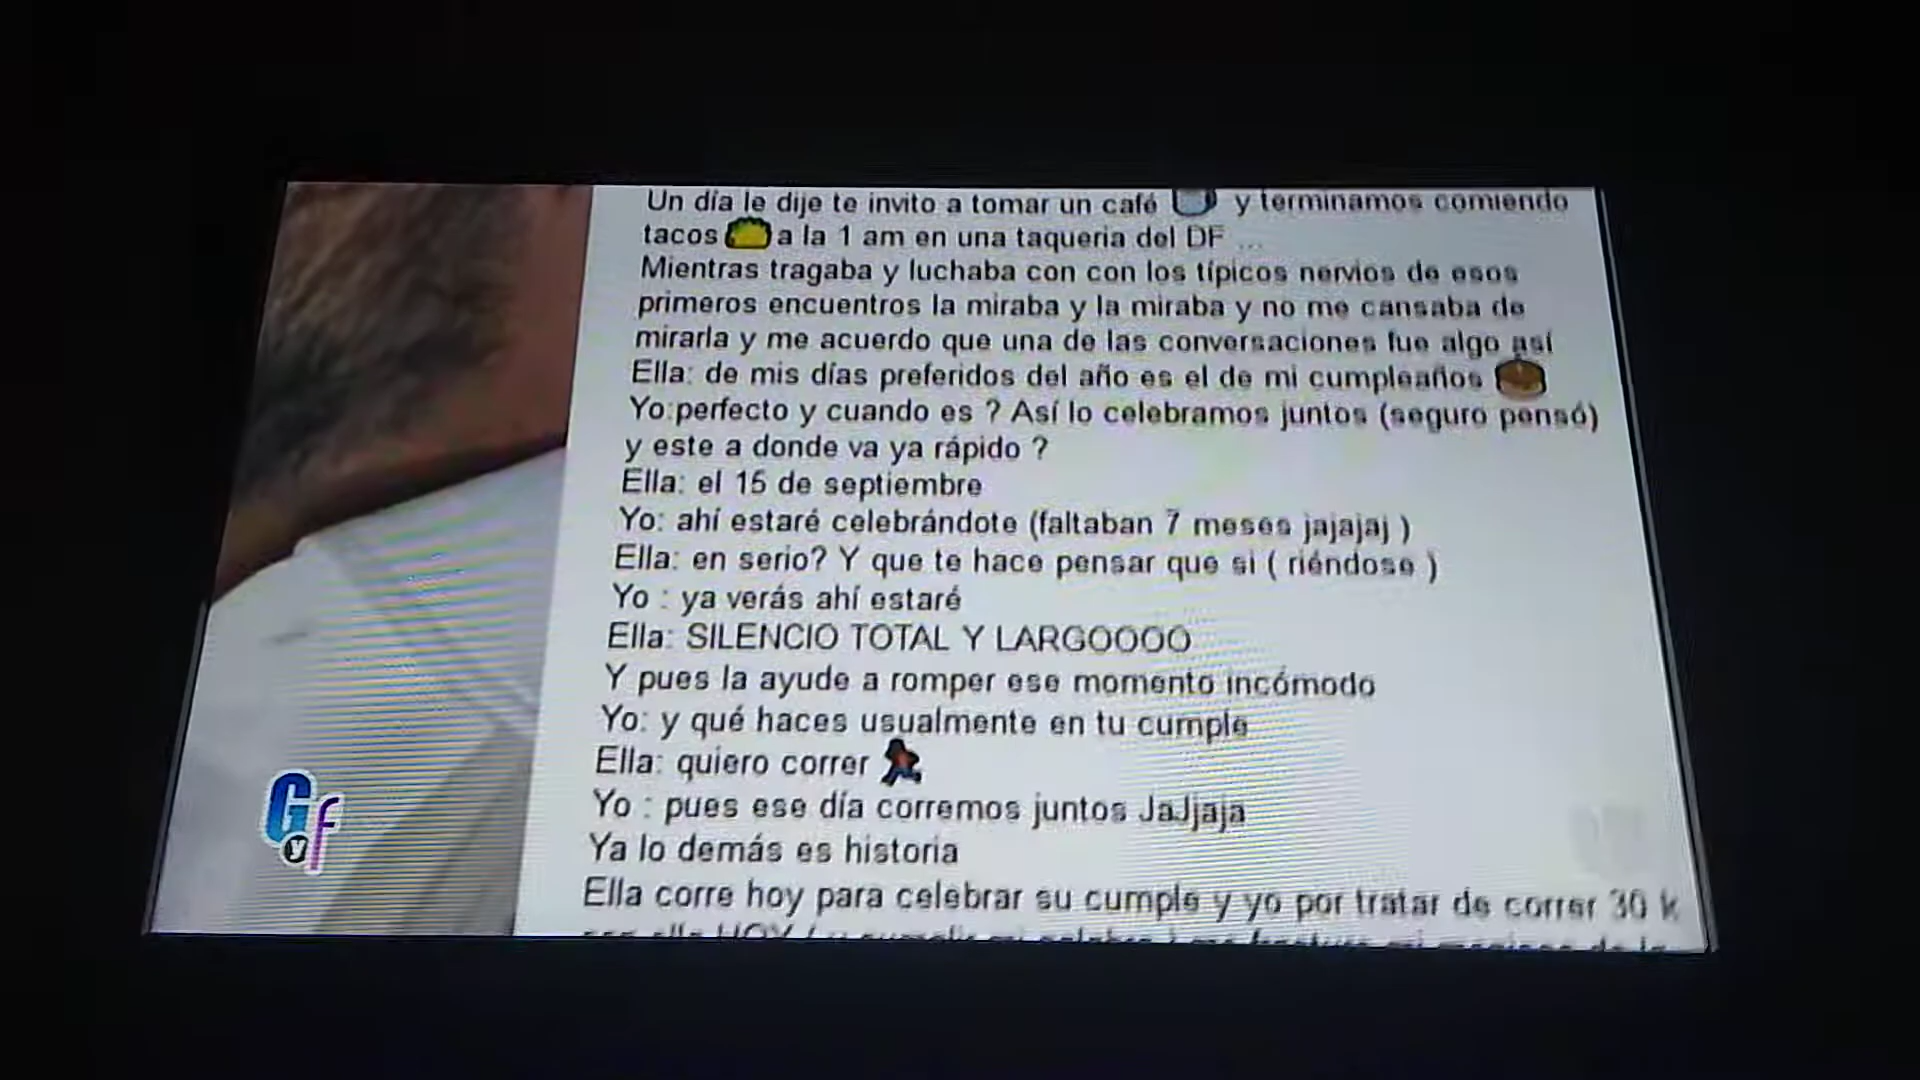 Un día le dije te invito a tomar un café ☕ y terminamos comiendo
tacos 🌮 a la 1 am en una taqueria del DF ...
Mientras tragaba y luchaba con con los típicos nervios de esos
primeros encuentros la miraba y la miraba y no me cansaba de
mirarla y me acuerdo que una de las conversaciones fue algo así
Ella: de mis días preferidos del año es el de mi cumpleaños 🎂
Yo:perfecto y cuando es ? Así lo celebramos juntos (seguro pensó)
y este a donde va ya rápido ?
Ella: el 15 de septiembre
Yo: ahí estaré celebrándote (faltaban 7 meses jajajaj )
Ella: en serio? Y que te hace pensar que si ( riéndose )
Yo : ya verás ahí estaré
Ella: SILENCIO TOTAL Y LARGOOOO
Y pues la ayude a romper ese momento incómodo
Yo: y qué haces usualmente en tu cumple
Ella: quiero correr 🏃
Yo : pues ese día corremos juntos JaJjaja
Ya lo demás es historia
Ella corre hoy para celebrar su cumple y yo por tratar de correr 30 k
HOY
GyF